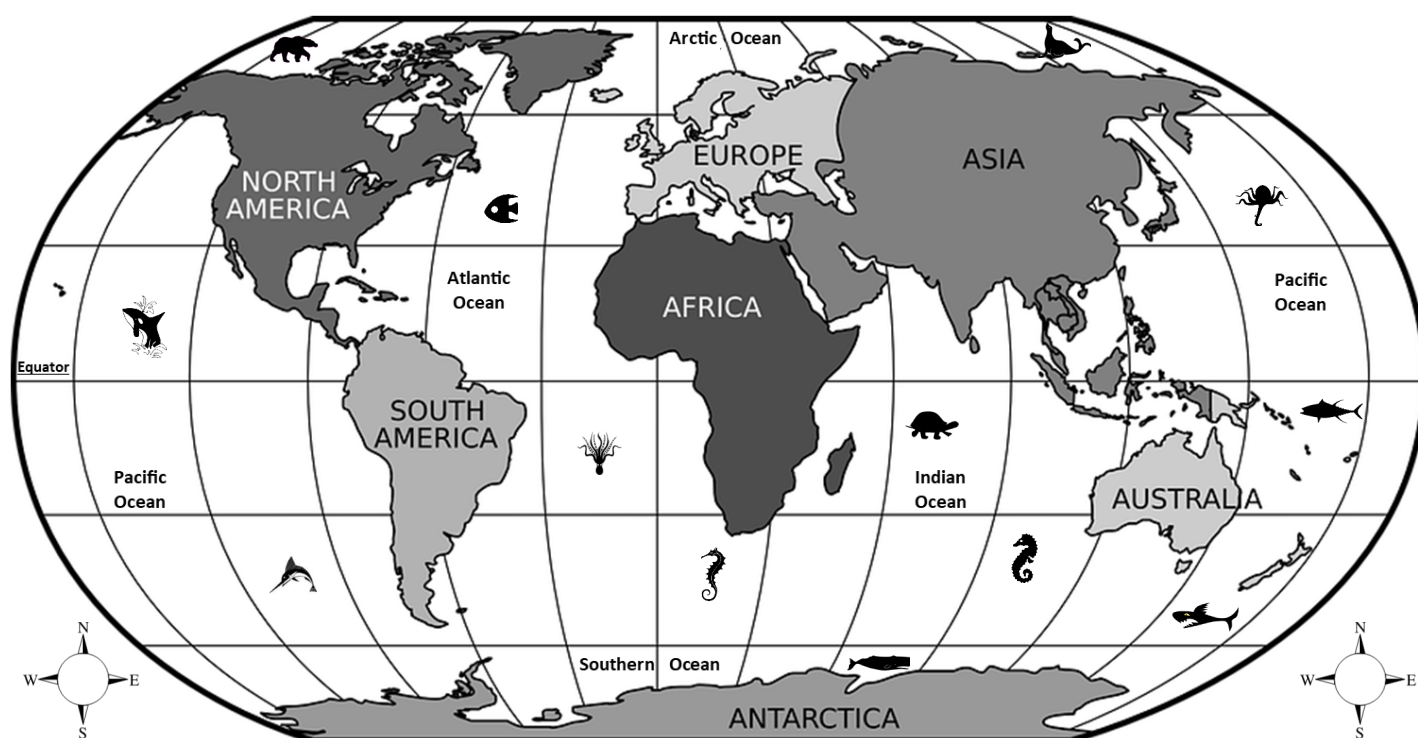 Arctic Ocean
EUROPE
ASIA
NORTH
AMERICA
Atlantic
Ocean
AFRICA
Pacific
Ocean
Equator
SOUTH
AMERICA
Pacific
Ocean
Indian
Ocean
AUSTRALIA
Southern Ocean
ANTARCTICA
N
W E
S
N
W E
S